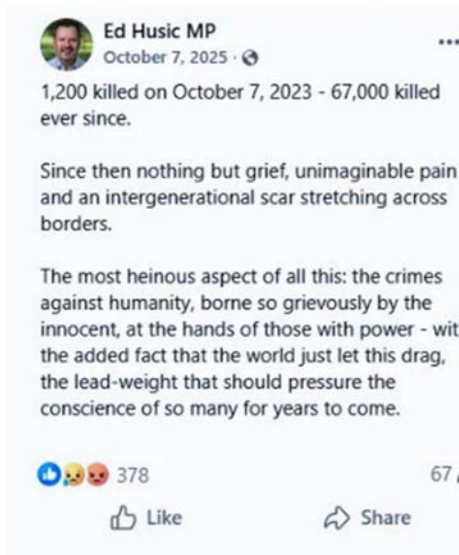 Ed Husic MP
October 7, 2025 ·
1,200 killed on October 7, 2023 - 67,000 killed
ever since.
Since then nothing but grief, unimaginable pain
and an intergenerational scar stretching across
borders.
The most heinous aspect of all this: the crimes
against humanity, borne so grievously by the
innocent, at the hands of those with power - wit
the added fact that the world just let this drag,
the lead-weight that should pressure the
conscience of so many for years to come.
378
67
Like
Share